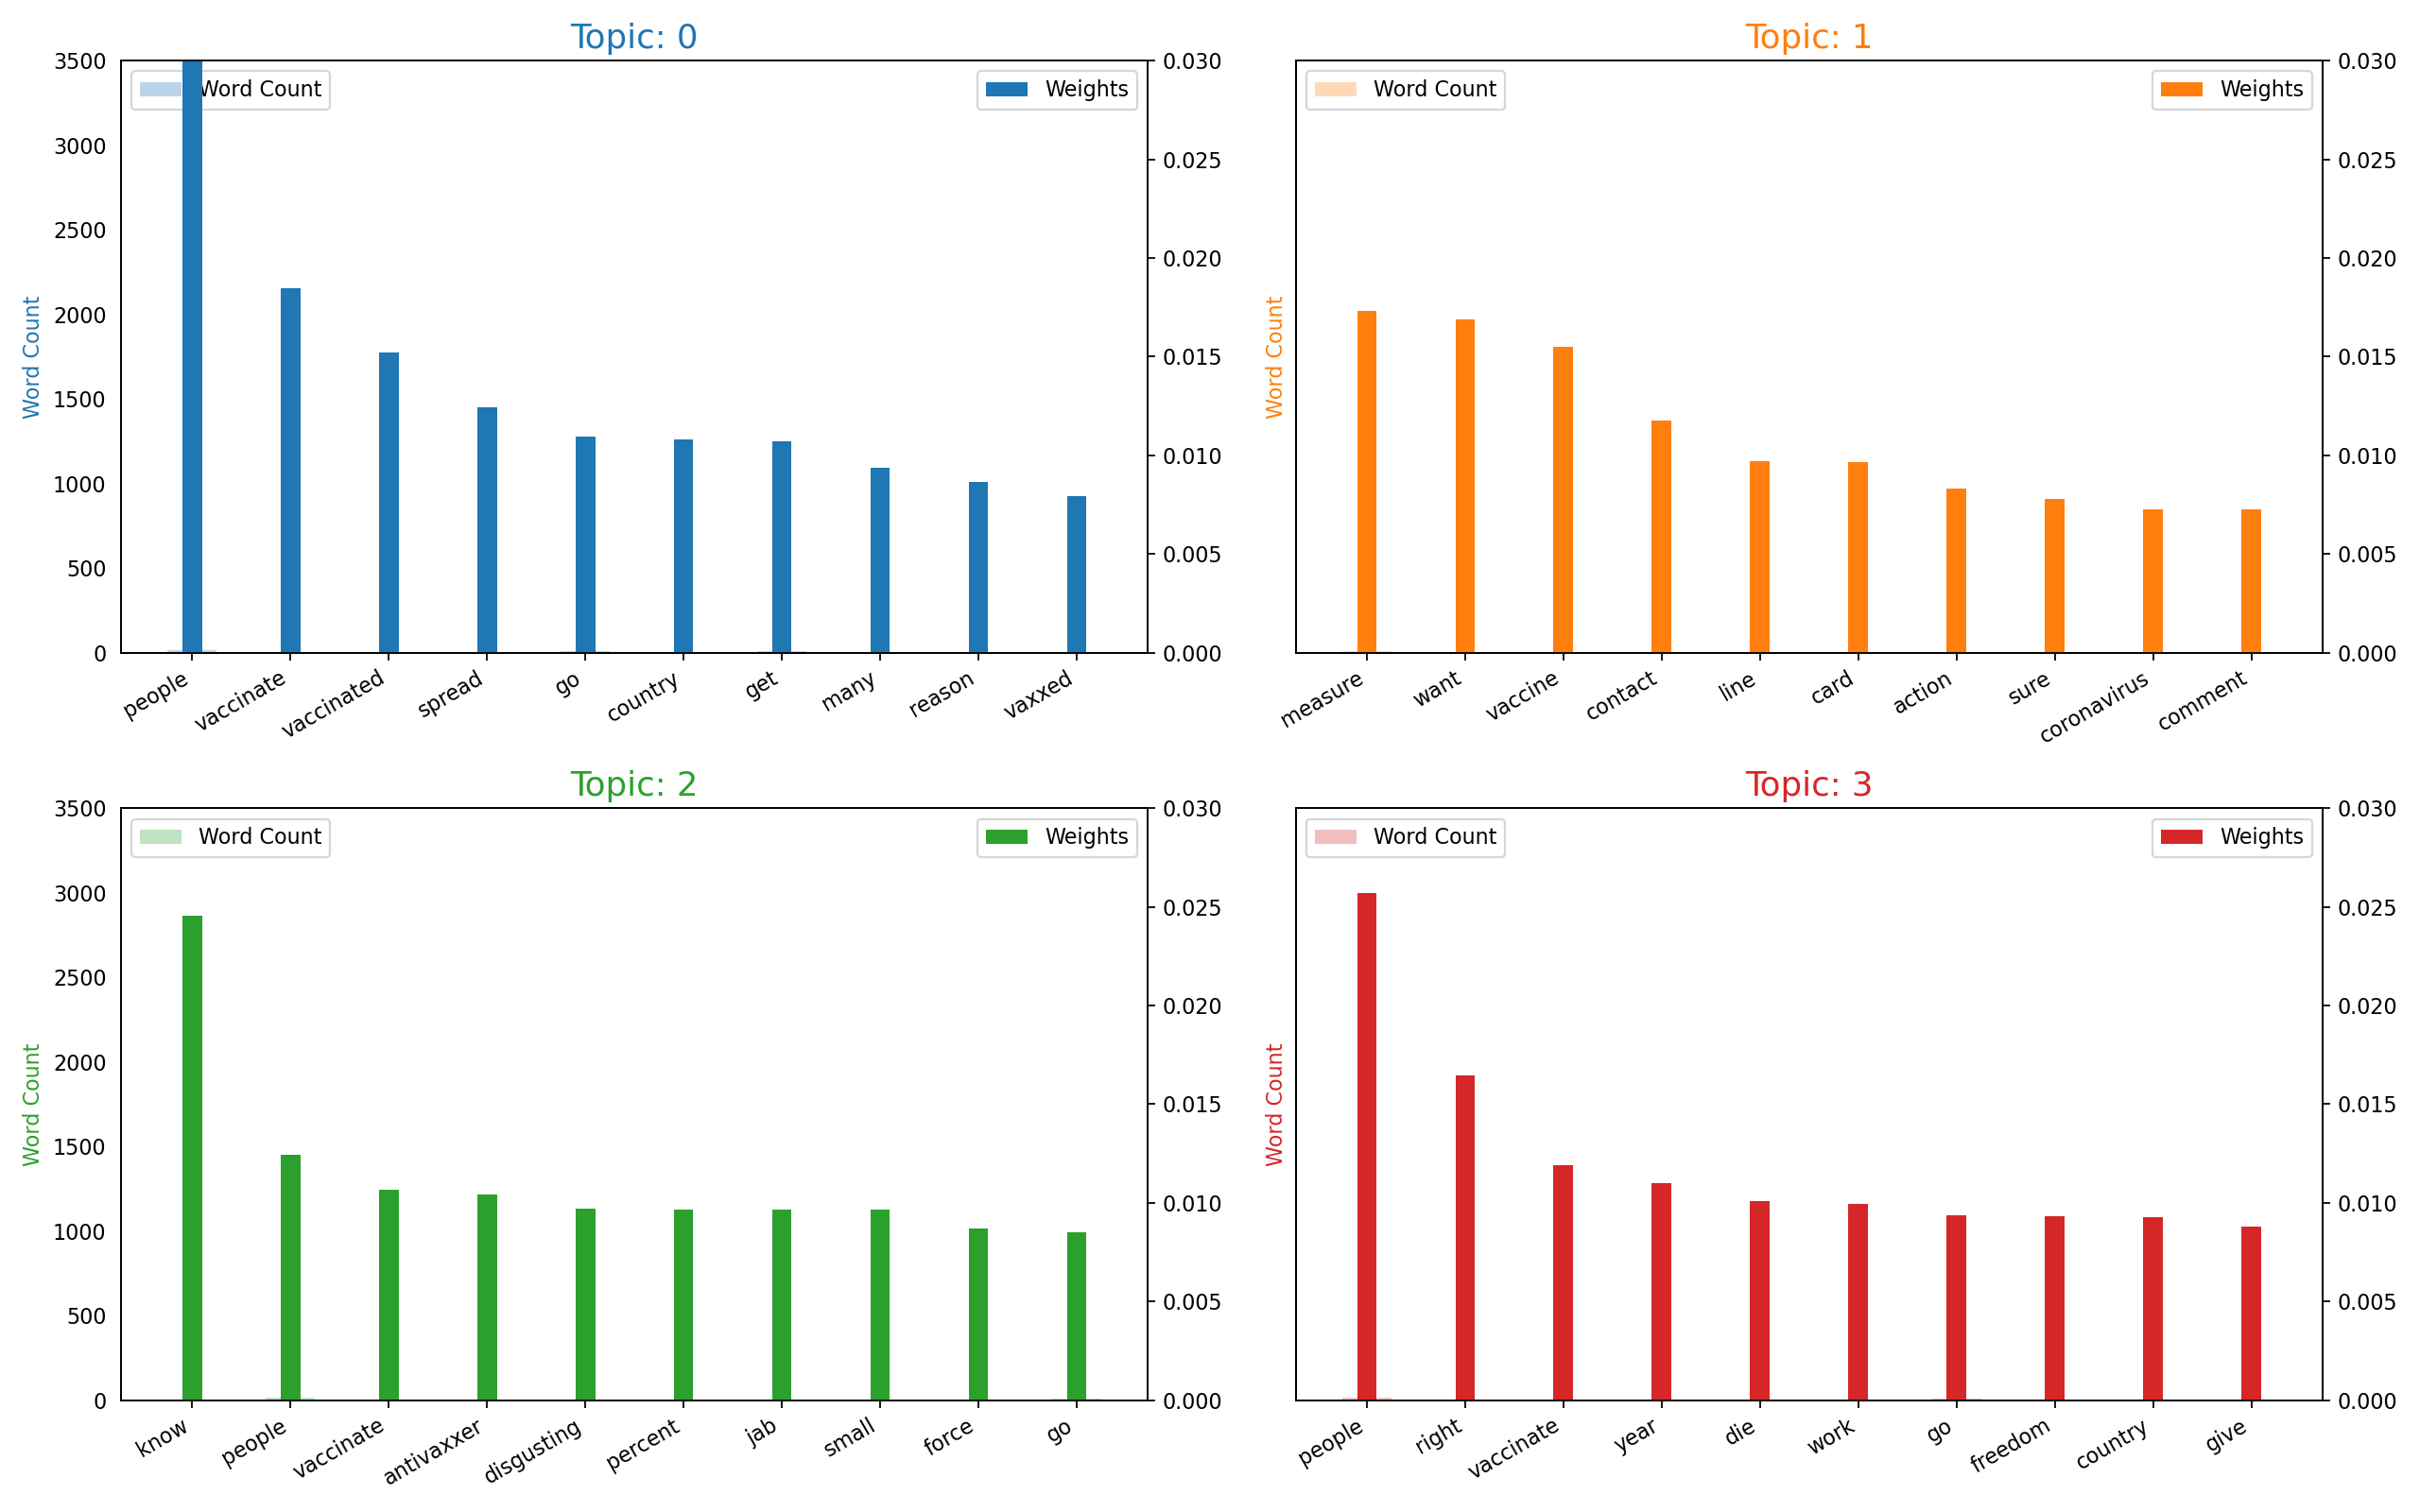 Topic: 0
Word Count
Weights
3500
3000
2500
2000
1500
1000
500
0
Word Count
0.030
0.025
0.020
0.015
0.010
0.005
0.000
people
vaccinate
vaccinated
spread
go
country
get
many
reason
vaxxed
Topic: 1
Word Count
Weights
Word Count
0.030
0.025
0.020
0.015
0.010
0.005
0.000
measure
want
vaccine
contact
line
card
action
sure
coronavirus
comment
Topic: 2
Word Count
Weights
3500
3000
2500
2000
1500
1000
500
0
Word Count
0.030
0.025
0.020
0.015
0.010
0.005
0.000
know
people
vaccinate
antivaxxer
disgusting
percent
jab
small
force
go
Topic: 3
Word Count
Weights
Word Count
0.030
0.025
0.020
0.015
0.010
0.005
0.000
people
right
vaccinate
year
die
work
go
freedom
country
give